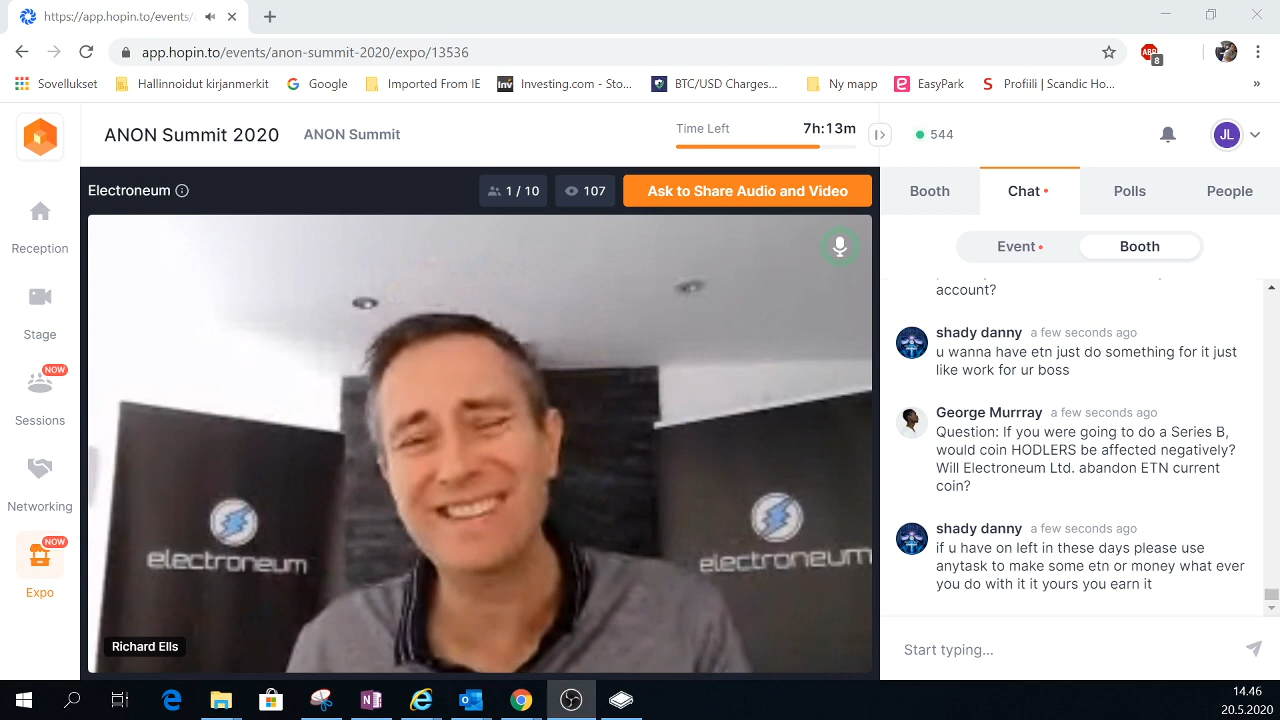 https://app.hopin.to/events/
app.hopin.to/events/anon-summit-2020/expo/13536
ABP
8
Sovellukset
Hallinnoidut kirjanmerkit
Google
Imported From IE
Inv
Investing.com - Sto...
BTC/USD Charges...
Ny mapp
EasyPark
S
Profiili | Scandic Ho...
»
ANON Summit 2020
ANON Summit
Time Left
7h:13m
544
JL
Electroneum
1 / 10
107
Ask to Share Audio and Video
Booth
Chat
Polls
People
Event
Booth
Reception
Stage
NOW
Sessions
Networking
NOW
Expo
electroneum
electroneum
Richard Ells
account?
shady danny a few seconds ago
u wanna have etn just do something for it just
like work for ur boss
George Murrray a few seconds ago
Question: If you were going to do a Series B,
would coin HODLERS be affected negatively?
Will Electroneum Ltd. abandon ETN current
coin?
shady danny a few seconds ago
if u have on left in these days please use
anytask to make some etn or money what ever
you do with it it yours you earn it
Start typing...
14.46
20.5.2020